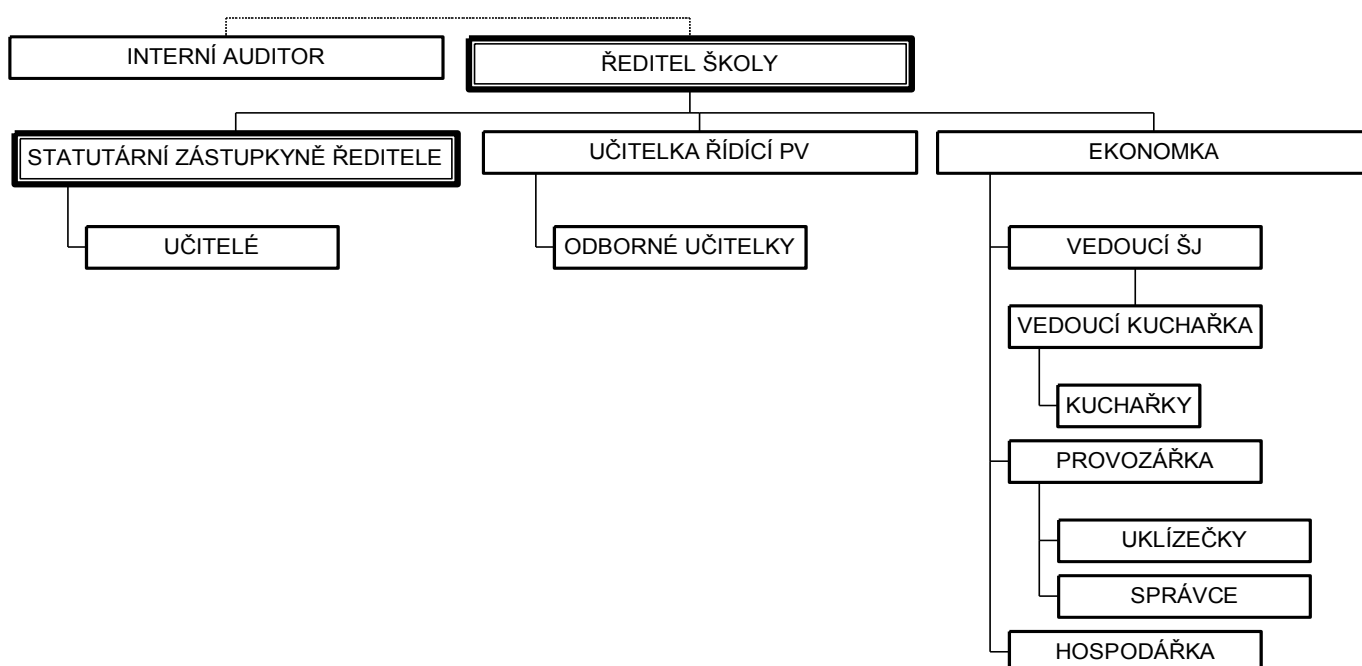 INTERNÍ AUDITOR
ŘEDITEL ŠKOLY
STATUTÁRNÍ ZÁSTUPKYNĚ ŘEDITELE
UČITELKA ŘÍDÍCÍ PV
EKONOMKA
UČITELÉ
ODBORNÉ UČITELKY
VEDOUCÍ ŠJ
VEDOUCÍ KUCHAŘKA
KUCHAŘKY
PROVOZÁŘKA
UKLÍZEČKY
SPRÁVCE
HOSPODÁŘKA